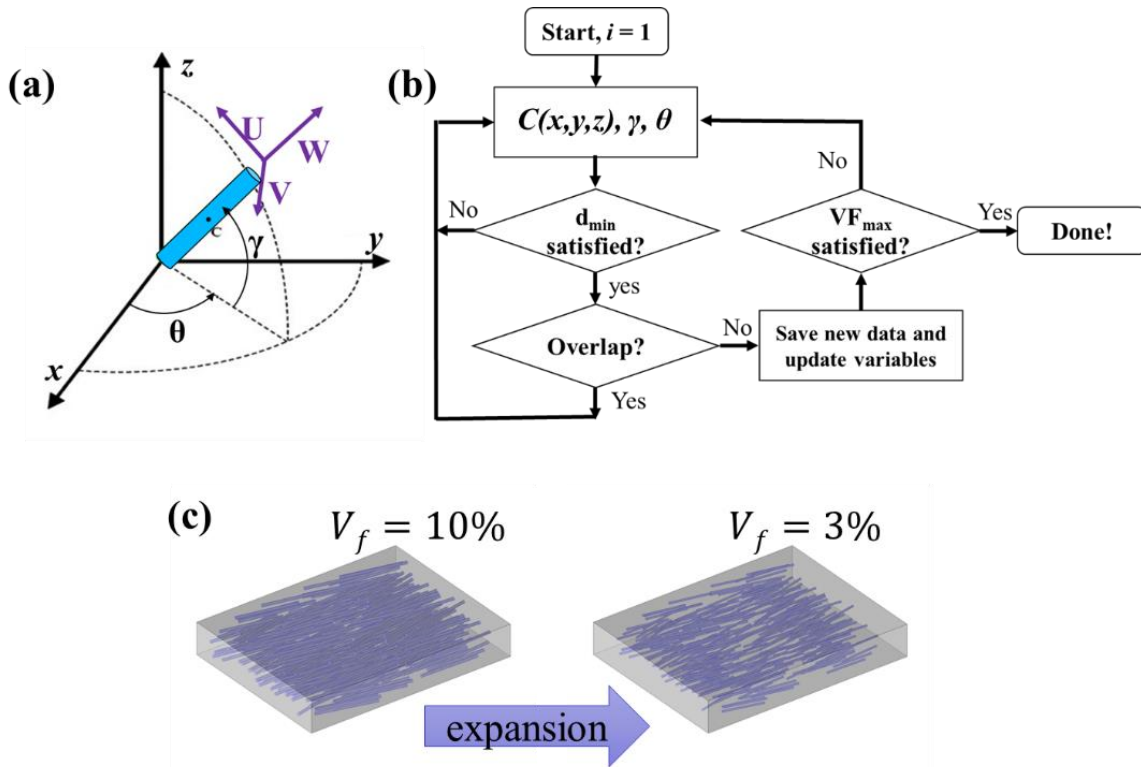 (a)
z
U
W
V
c
γ
y
θ
x
(b)
Start, i = 1
C(x,y,z), γ, θ
No
d_min
satisfied?
yes
Overlap?
No
Yes
Save new data and
update variables
No
VF_max
satisfied?
Yes
Done!
(c)
V_f = 10%
V_f = 3%
expansion